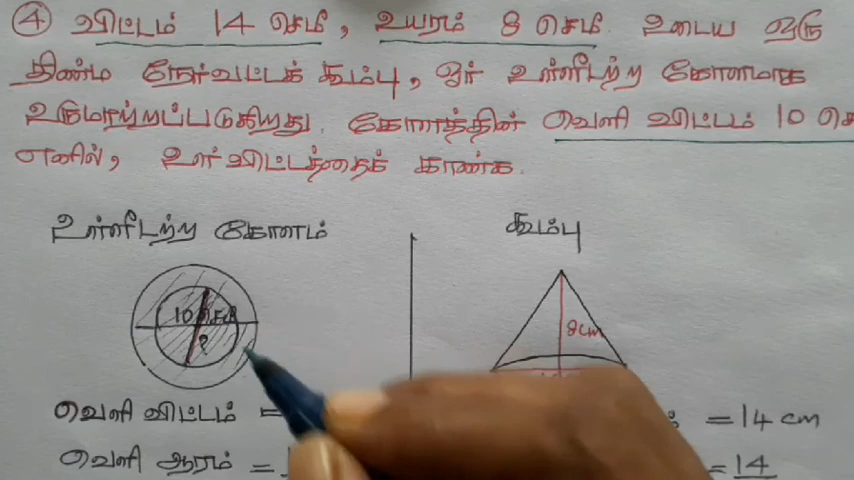 ④ விட்டம் 14 செமீ, உயரம் 8 செமீ உடைய ஒரு
திண்ம நேர்வட்டக் கூம்பு, ஓர் உள்ளீடற்ற கோளமாக
உருமாற்றப்படுகிறது. கோளத்தின் வெளி விட்டம் 10 செ
எனில், உள்விட்டத்தைக் காண்க.
உள்ளீடற்ற கோளம்
கூம்பு
10 செமீ
?
8cm
வெளி விட்டம் =
= 14 cm
வெளி ஆரம் =
= 14